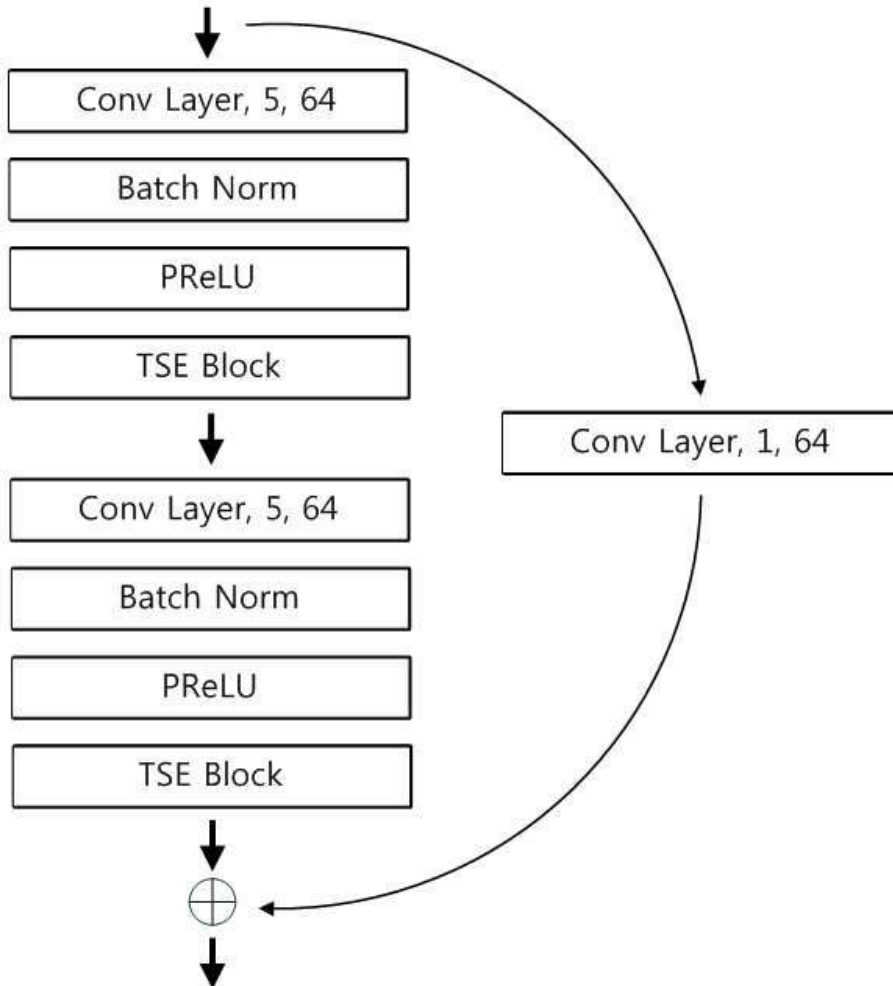 Conv Layer, 5, 64
Batch Norm
PReLU
TSE Block
Conv Layer, 1, 64
Conv Layer, 5, 64
Batch Norm
PReLU
TSE Block